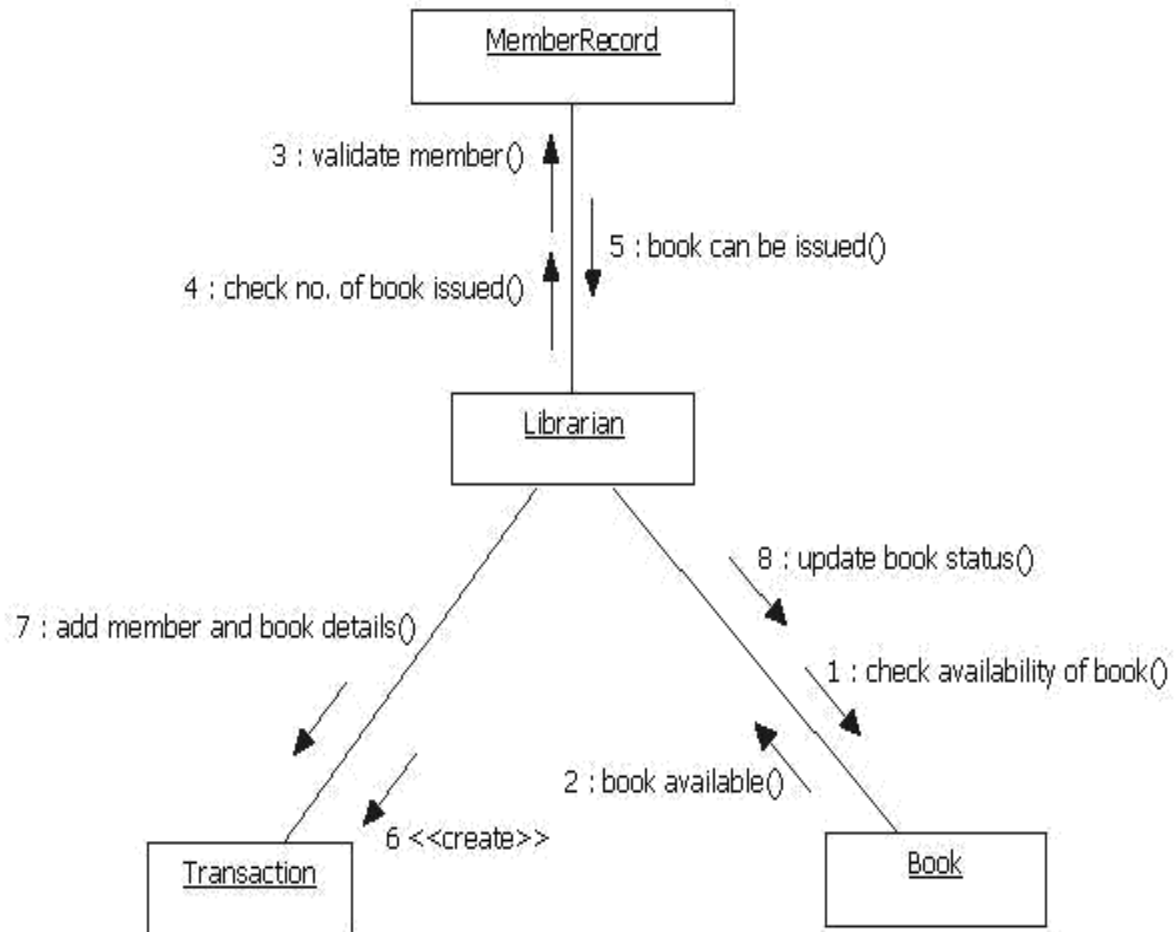 MemberRecord
3 : validate member()
5 : book can be issued()
4 : check no. of book issued()
Librarian
8 : update book status()
7 : add member and book details()
1 : check availability of book()
2 : book available()
6 <<create>>
Transaction
Book